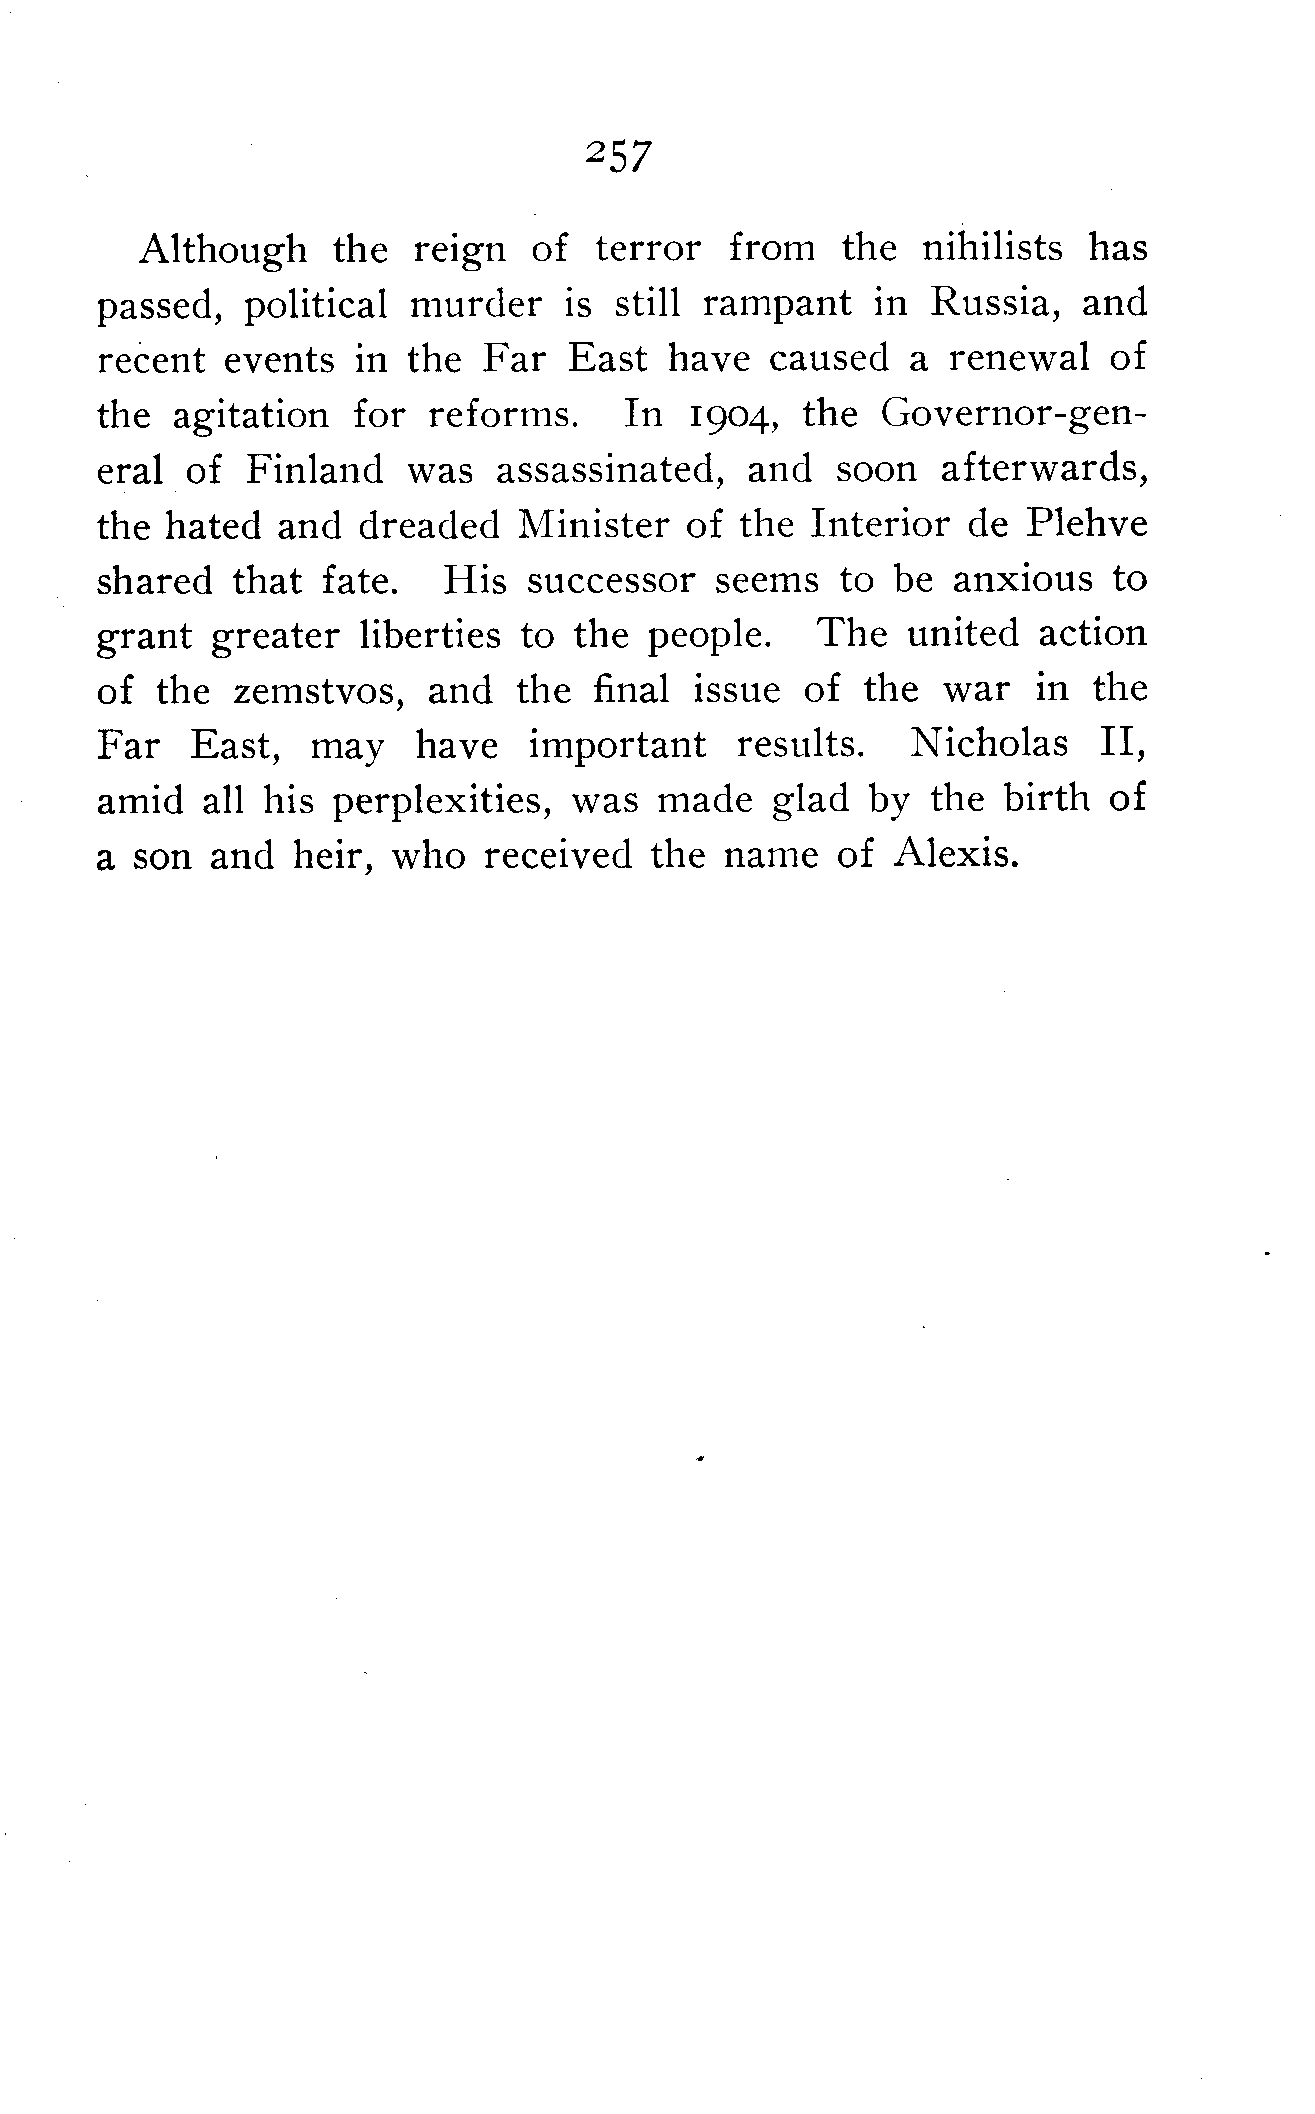 257
Although the reign of terror from the nihilists has
passed, political murder is still rampant in Russia, and
recent events in the Far East have caused a renewal of
the agitation for reforms. In 1904, the Governor-gen-
eral of Finland was assassinated, and soon afterwards,
the hated and dreaded Minister of the Interior de Plehve
shared that fate. His successor seems to be anxious to
grant greater liberties to the people. The united action
of the zemstvos, and the final issue of the war in the
Far East, may have important results. Nicholas II,
amid all his perplexities, was made glad by the birth of
a son and heir, who received the name of Alexis.